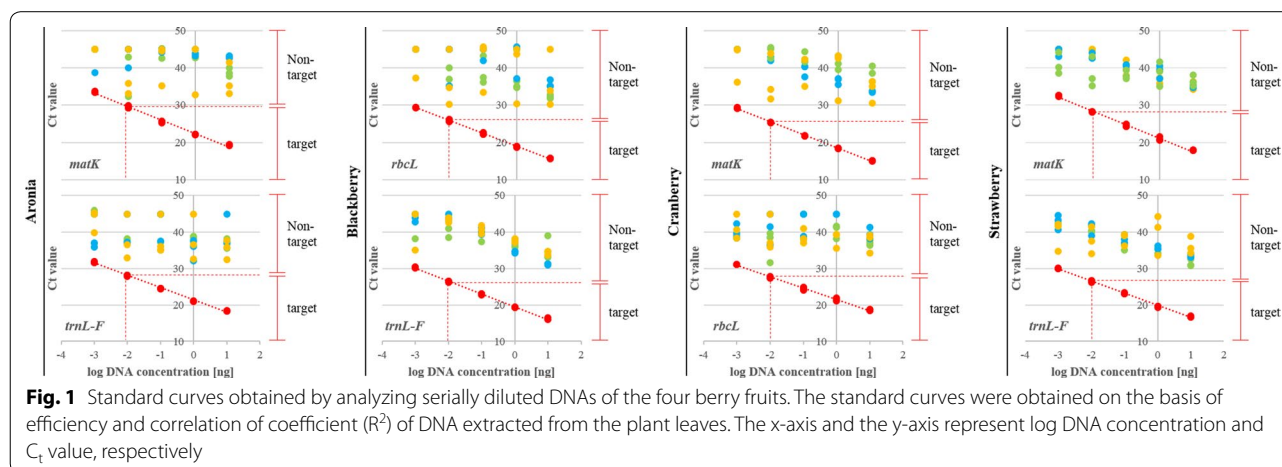 Aronia
Ct value
50
40
30
20
10
matK
Non-
target
target
Ct value
50
40
30
20
10
trnL-F
Non-
target
target
-4 -3 -2 -1 0 1 2
log DNA concentration [ng]
Blackberry
Ct value
50
40
30
20
10
rbcL
Non-
target
target
Ct value
50
40
30
20
10
trnL-F
Non-
target
target
-4 -3 -2 -1 0 1 2
log DNA concentration [ng]
Cranberry
Ct value
50
40
30
20
10
matK
Non-
target
target
Ct value
50
40
30
20
10
rbcL
Non-
target
target
-4 -3 -2 -1 0 1 2
log DNA concentration [ng]
Strawberry
Ct value
50
40
30
20
10
matK
Non-
target
target
Ct value
50
40
30
20
10
trnL-F
Non-
target
target
-4 -3 -2 -1 0 1 2
log DNA concentration [ng]
Fig. 1 Standard curves obtained by analyzing serially diluted DNAs of the four berry fruits. The standard curves were obtained on the basis of
efficiency and correlation of coefficient (R²) of DNA extracted from the plant leaves. The x-axis and the y-axis represent log DNA concentration and
Ct value, respectively